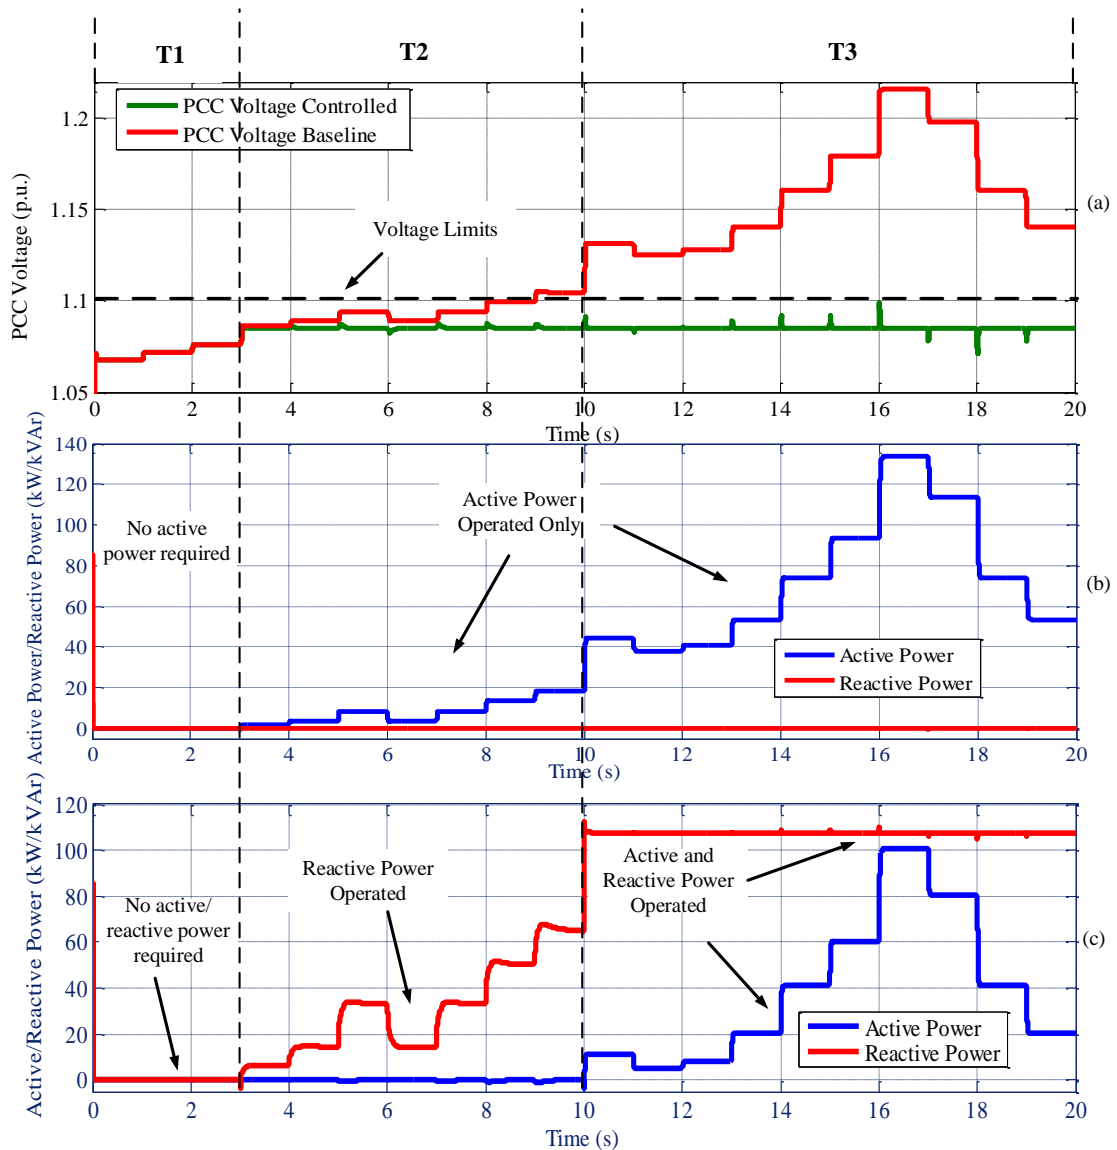 T1
T2
T3
PCC Voltage Controlled
PCC Voltage Baseline
Voltage Limits
PCC Voltage (p.u.)
1.2
1.15
1.1
1.05
(a)
0 2 4 6 8 10 12 14 16 18 20
Time (s)
Active Power/Reactive Power (kW/kVAr)
140
120
100
80
60
40
20
0
No active
power required
Active Power
Operated Only
Active Power
Reactive Power
(b)
0 2 4 6 8 10 12 14 16 18 20
Time (s)
Active/Reactive Power (kW/kVAr)
120
100
80
60
40
20
0
No active/
reactive power
required
Reactive Power
Operated
Active and
Reactive Power
Operated
Active Power
Reactive Power
(c)
0 2 4 6 8 10 12 14 16 18 20
Time (s)